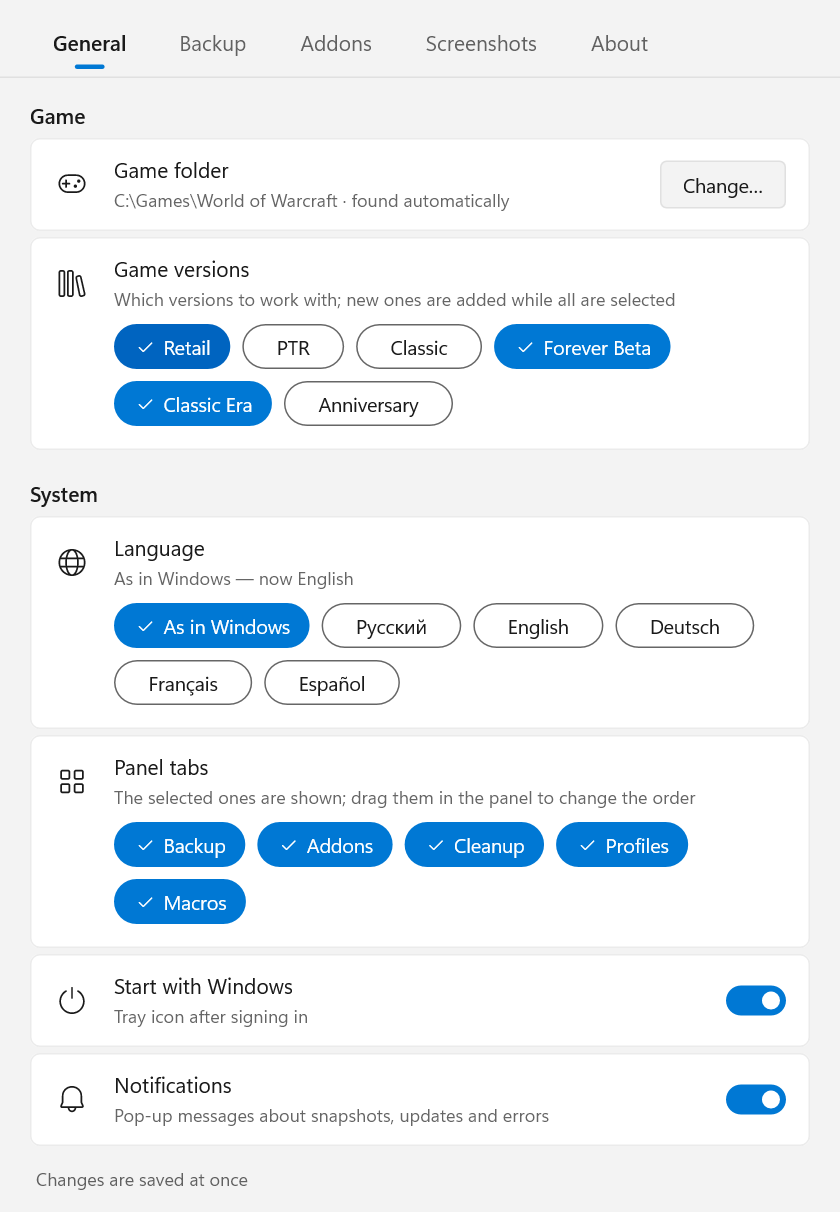 General Backup Addons Screenshots About
Game
Game folder
C:\Games\World of Warcraft · found automatically
Change...
Game versions
Which versions to work with; new ones are added while all are selected
Retail PTR Classic Forever Beta
Classic Era Anniversary
System
Language
As in Windows — now English
As in Windows Русский English Deutsch
Français Español
Panel tabs
The selected ones are shown; drag them in the panel to change the order
Backup Addons Cleanup Profiles
Macros
Start with Windows
Tray icon after signing in
Notifications
Pop-up messages about snapshots, updates and errors
Changes are saved at once